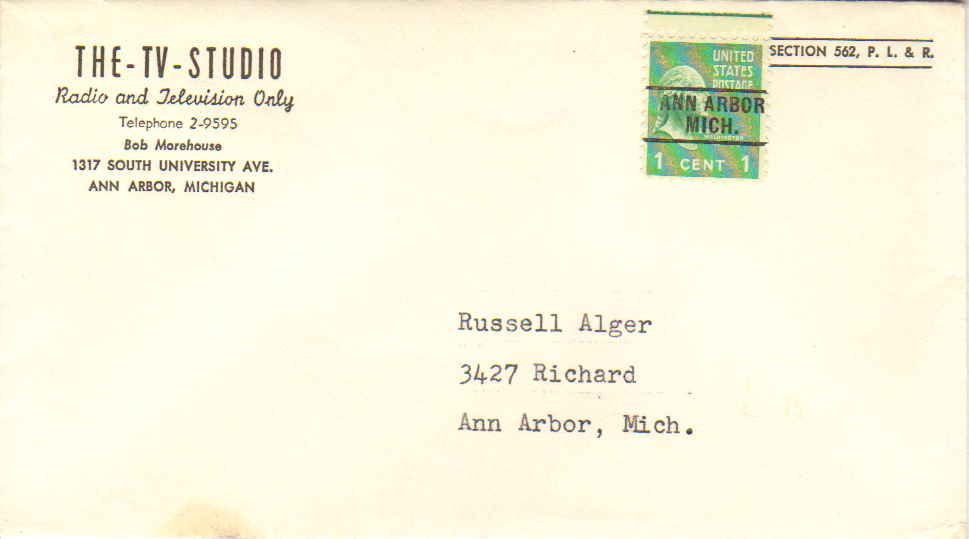 THE-TV-STUDIO
Radio and Television Only
Telephone 2-9595
Bob Morehouse
1317 SOUTH UNIVERSITY AVE.
ANN ARBOR, MICHIGAN
SECTION 562, P. L. & R.
UNITED
STATES
POSTAGE
ANN ARBOR
MICH.
WASHINGTON
1 CENT 1
Russell Alger
3427 Richard
Ann Arbor, Mich.